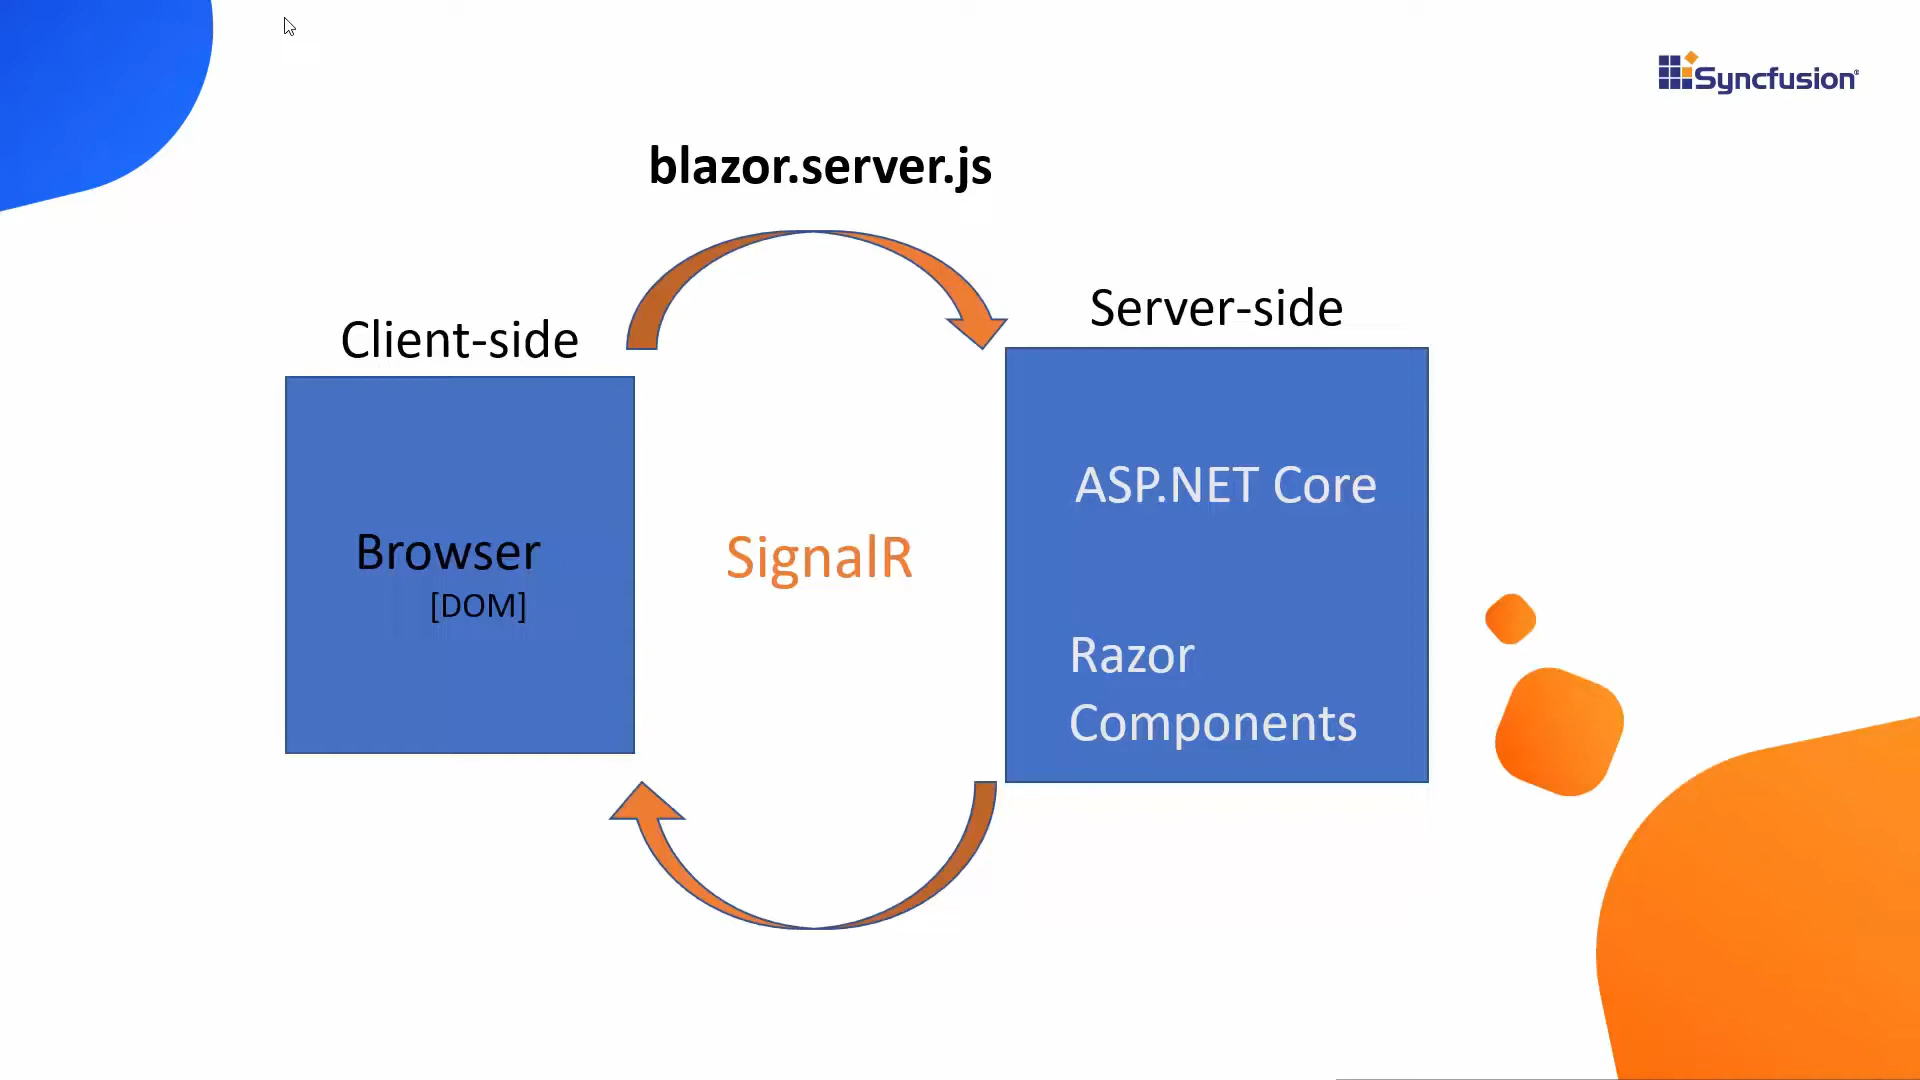 Syncfusion
blazor.server.js
Client-side
Server-side
Browser
[DOM]
SignalR
ASP.NET Core
Razor
Components